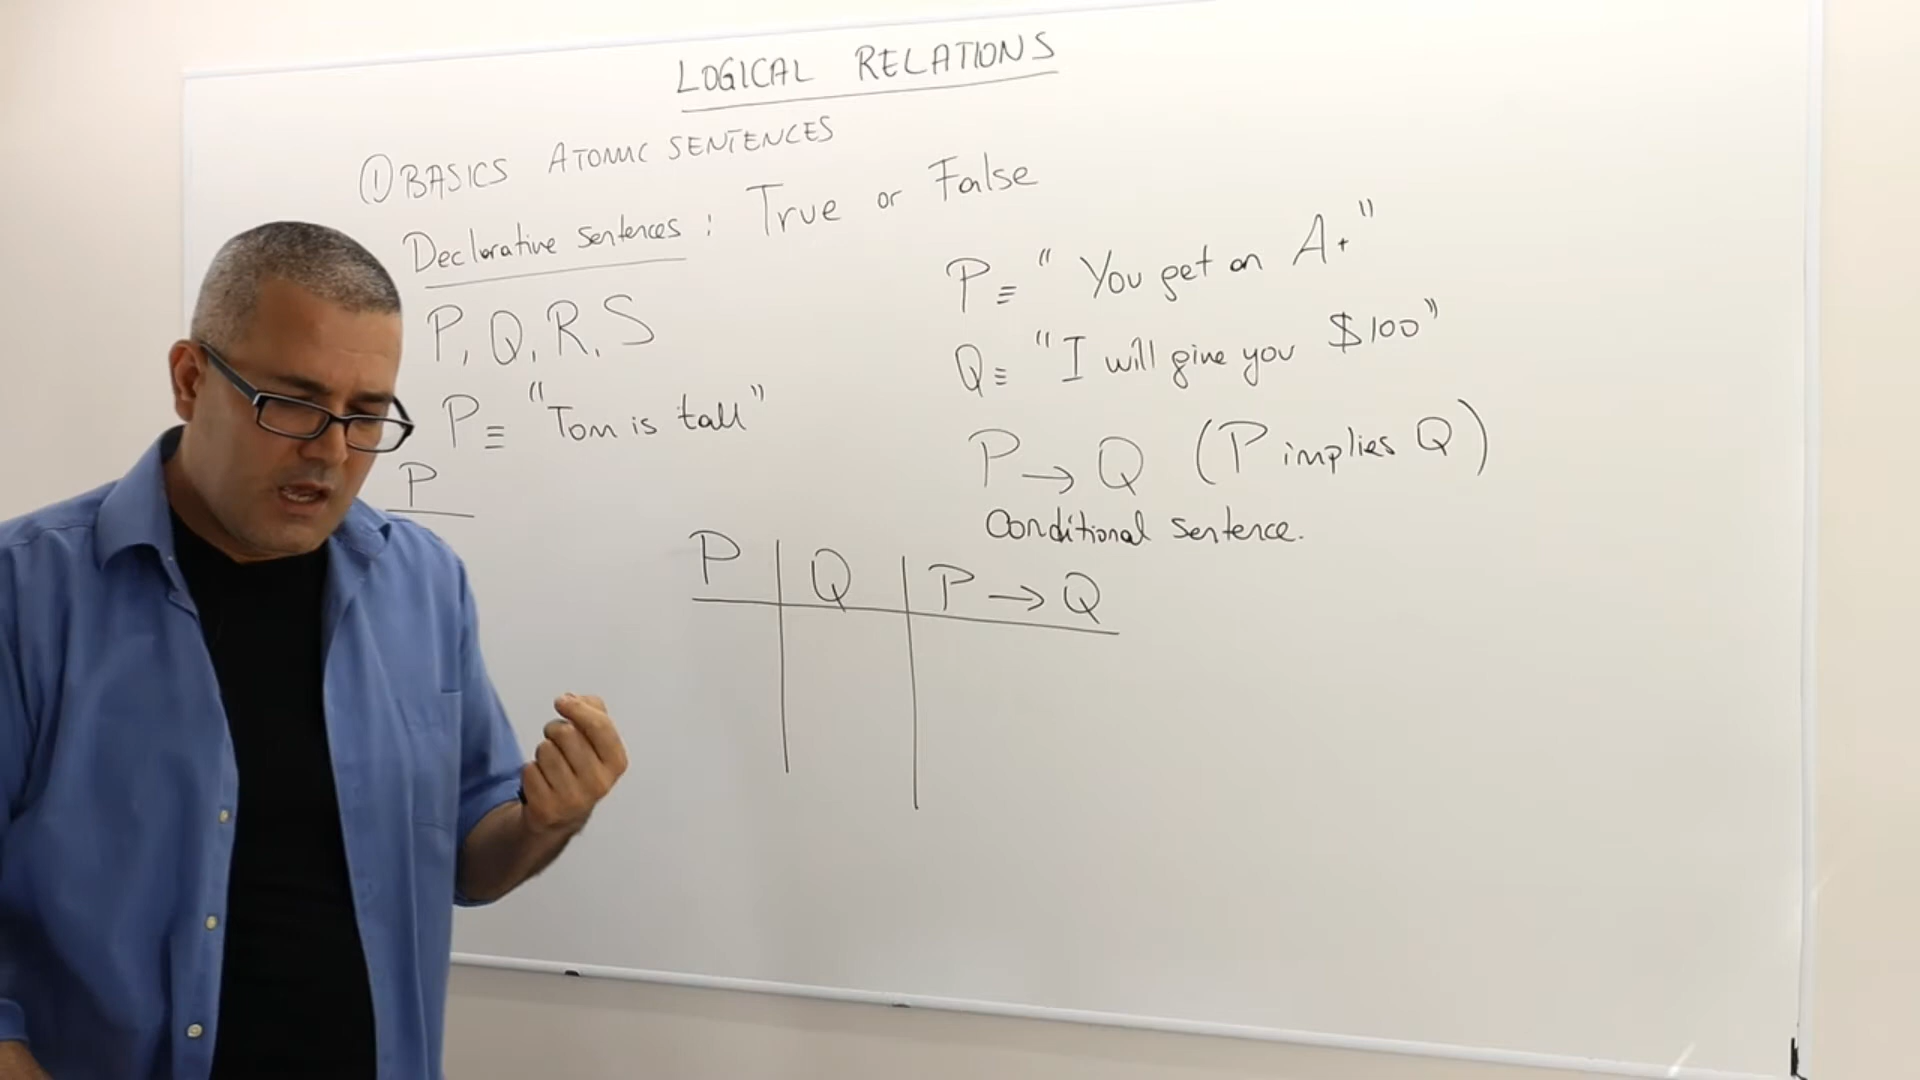 LOGICAL RELATIONS
① BASICS ATOMIC SENTENCES
Declarative sentences : True or False
P, Q, R, S
P ≡ "Tom is tall"
P
P ≡ "You get an A+"
Q ≡ "I will give you $100"
P → Q (P implies Q)
Conditional sentence.
P | Q | P → Q